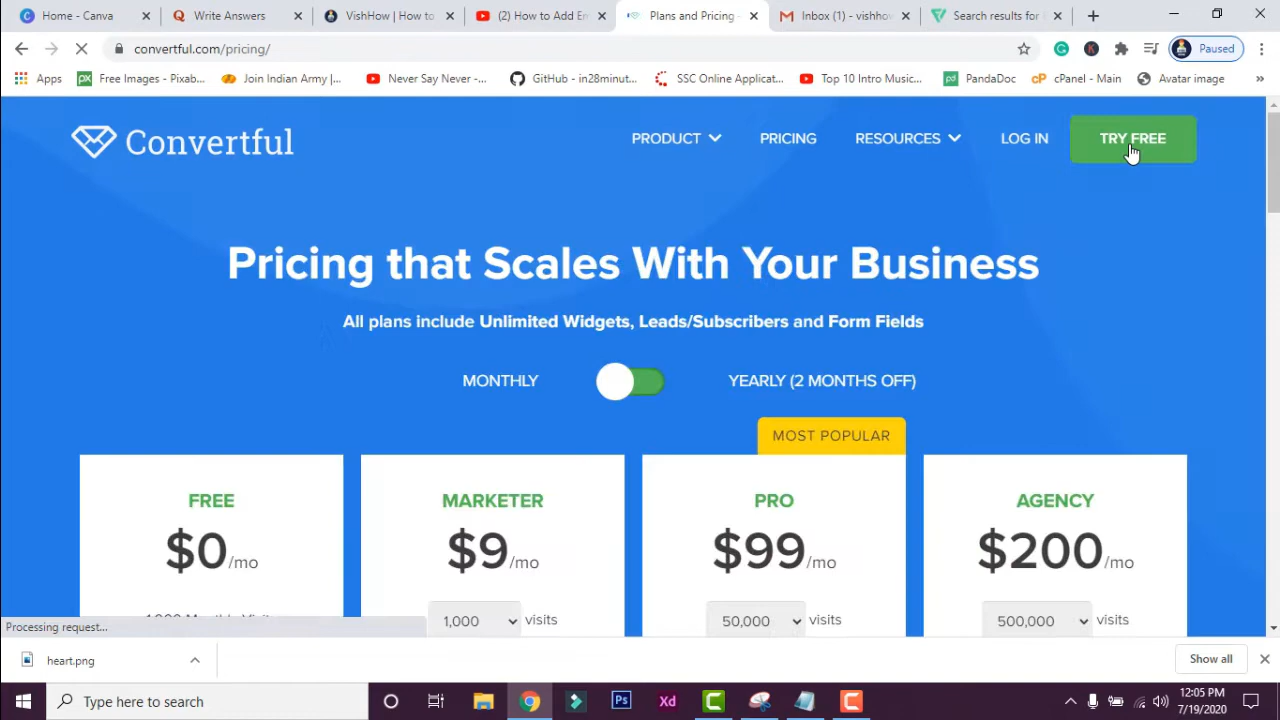 Home - Canva
Write Answers
VishHow | How to
(2) How to Add Em
Plans and Pricing -
Inbox (1) - vishhow
Search results for
convertful.com/pricing/
Paused
Apps
Free Images - Pixab...
Join Indian Army |...
Never Say Never -...
GitHub - in28minut...
SSC Online Applicat...
Top 10 Intro Music...
PandaDoc
cPanel - Main
Avatar image
»
Convertful
PRODUCT
PRICING
RESOURCES
LOG IN
TRY FREE
Pricing that Scales With Your Business
All plans include Unlimited Widgets, Leads/Subscribers and Form Fields
MONTHLY
YEARLY (2 MONTHS OFF)
MOST POPULAR
FREE
MARKETER
PRO
AGENCY
$0/mo
$9/mo
$99/mo
$200/mo
1,000 visits
50,000 visits
500,000 visits
Processing request...
heart.png
Show all
Type here to search
12:05 PM
7/19/2020